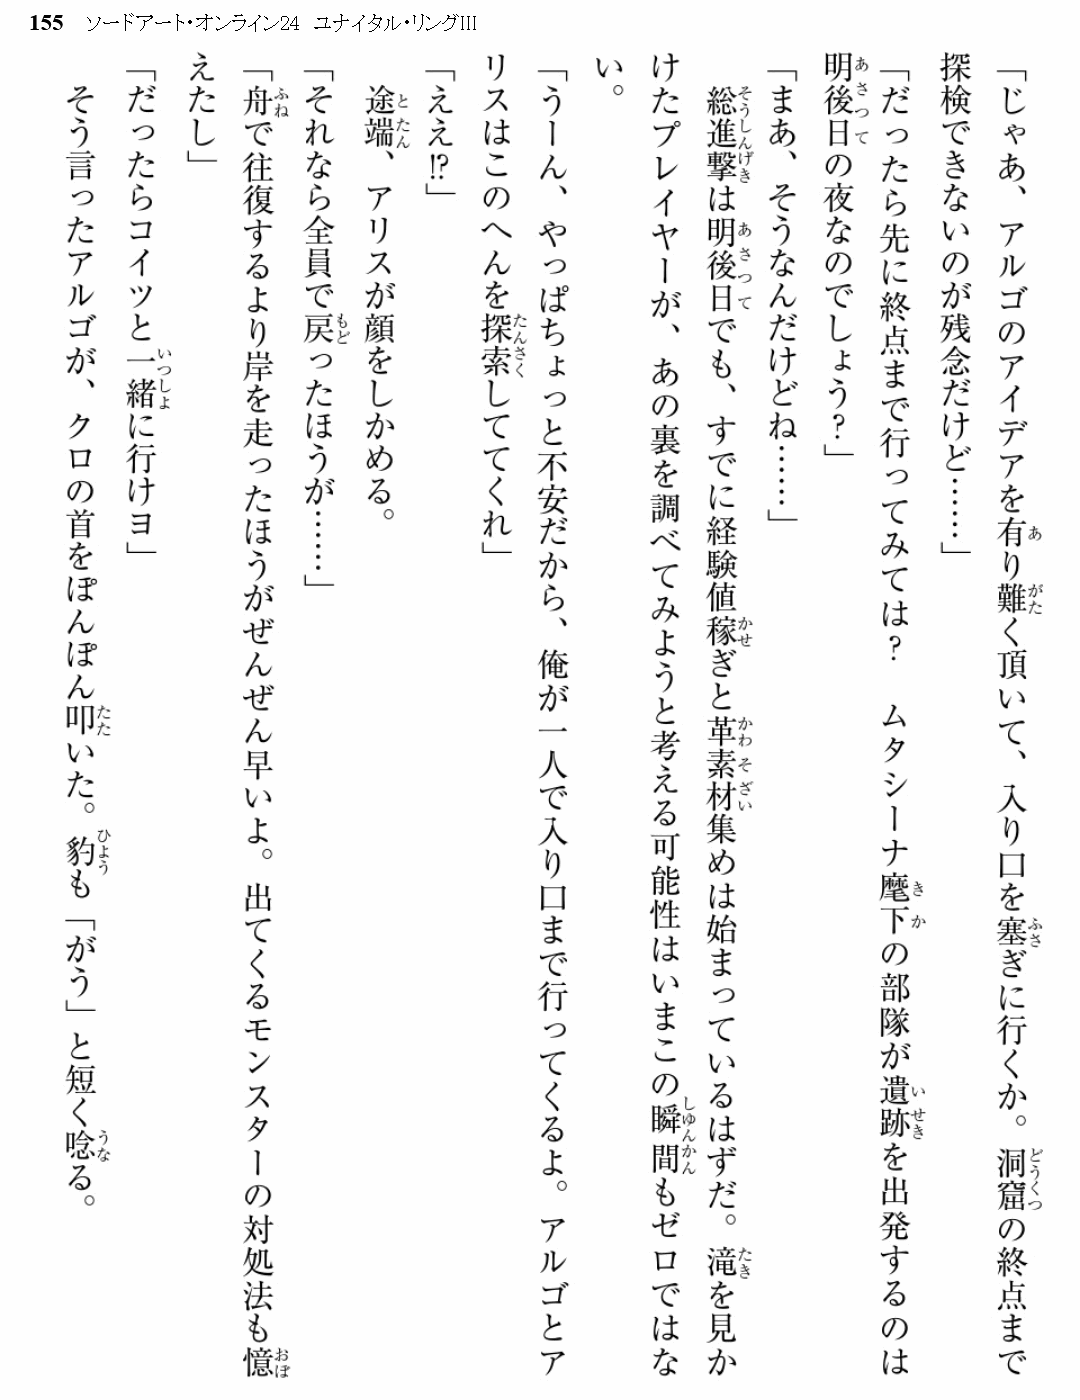 155　ソードアート・オンライン24　ユナイタル・リングIII
「じゃあ、アルゴのアイデアを有り難く頂いて、入り口を塞ぎに行くか。洞窟の終点まで
探検できないのが残念だけど……」
「だったら先に終点まで行ってみては？　ムタシーナ麾下の部隊が遺跡を出発するのは
明後日の夜なのでしょう？」
「まあ、そうなんだけどね……」
　総進撃は明後日でも、すでに経験値稼ぎと革素材集めは始まっているはずだ。滝を見か
けたプレイヤーが、あの裏を調べてみようと考える可能性はいまこの瞬間もゼロではな
い。
「うーん、やっぱちょっと不安だから、俺が一人で入り口まで行ってくるよ。アルゴとア
リスはこのへんを探索しててくれ」
「ええ!?」
　途端、アリスが顔をしかめる。
「それなら全員で戻ったほうが……」
「舟で往復するより岸を走ったほうがぜんぜん早いよ。出てくるモンスターの対処法も憶
えたし」
「だったらコイツと一緒に行けヨ」
　そう言ったアルゴが、クロの首をぽんぽん叩いた。豹も「がう」と短く唸る。